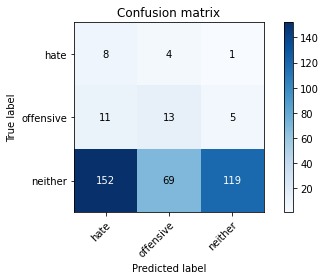 Confusion matrix
True label
hate 8 4 1
offensive 11 13 5
neither 152 69 119
hate offensive neither
Predicted label
140
120
100
80
60
40
20